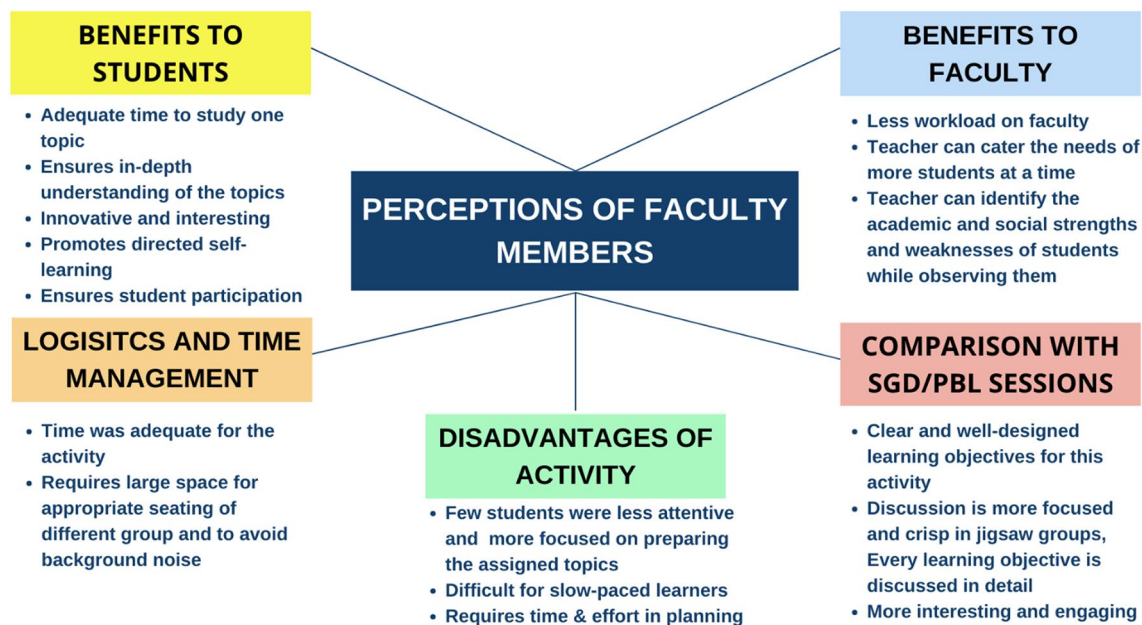 BENEFITS TO
STUDENTS
• Adequate time to study one
topic
• Ensures in-depth
understanding of the topics
• Innovative and interesting
• Promotes directed self-
learning
• Ensures student participation
BENEFITS TO
FACULTY
• Less workload on faculty
• Teacher can cater the needs of
more students at a time
• Teacher can identify the
academic and social strengths
and weaknesses of students
while observing them
PERCEPTIONS OF FACULTY
MEMBERS
LOGISITCS AND TIME
MANAGEMENT
• Time was adequate for the
activity
• Requires large space for
appropriate seating of
different group and to avoid
background noise
DISADVANTAGES OF
ACTIVITY
• Few students were less attentive
and more focused on preparing
the assigned topics
• Difficult for slow-paced learners
• Requires time & effort in planning
COMPARISON WITH
SGD/PBL SESSIONS
• Clear and well-designed
learning objectives for this
activity
• Discussion is more focused
and crisp in jigsaw groups,
Every learning objective is
discussed in detail
• More interesting and engaging